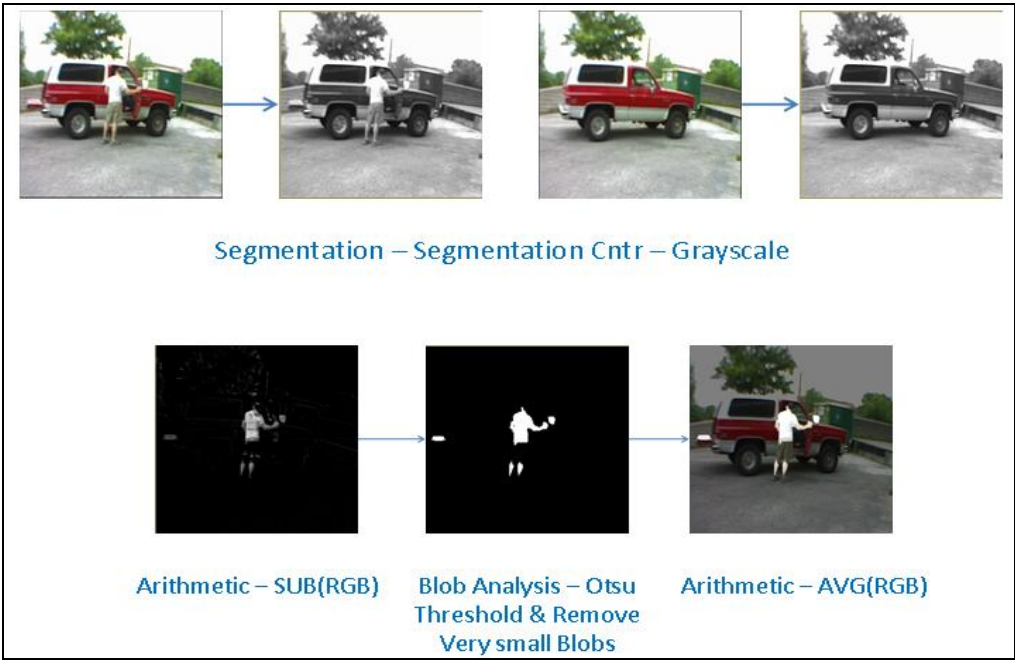 Segmentation – Segmentation Cntr – Grayscale
Arithmetic – SUB(RGB)
Blob Analysis – Otsu
Threshold & Remove
Very small Blobs
Arithmetic – AVG(RGB)